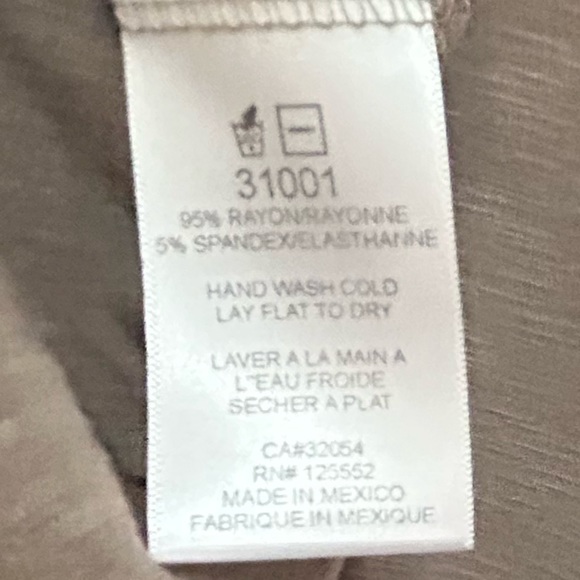 31001
95% RAYON/RAYONNE
5% SPANDEX/ELASTHANNE
HAND WASH COLD
LAY FLAT TO DRY
LAVER A LA MAIN A
L"EAU FROIDE
SECHER A PLAT
CA#32054
RN# 125552
MADE IN MEXICO
FABRIQUE IN MEXIQUE